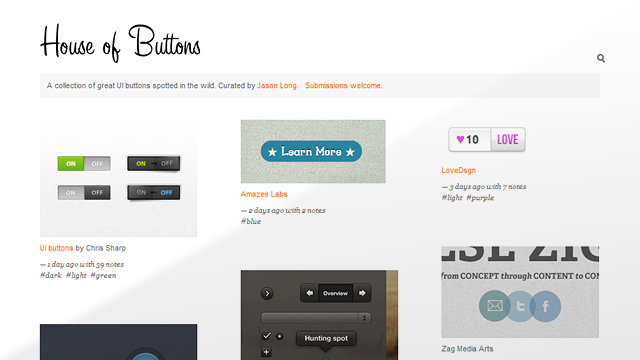 House of Buttons
A collection of great UI buttons spotted in the wild. Curated by Jason Long. Submissions welcome.
ON OFF
ON OFF
ON OFF
ON OFF
UI buttons by Chris Sharp
— 1 day ago with 39 notes
#dark #light #green
★ Learn More ★
Amazee Labs
— 2 days ago with 2 notes
#blue
Overview
Hunting spot
♥ 10 LOVE
LoveDsgn
— 3 days ago with 7 notes
#light #purple
from CONCEPT through CONTENT to CON
Zag Media Arts